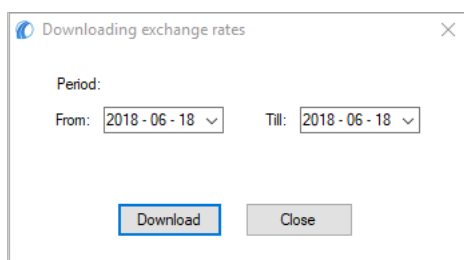 Downloading exchange rates
Period:
From: 2018 - 06 - 18 Till: 2018 - 06 - 18
Download Close